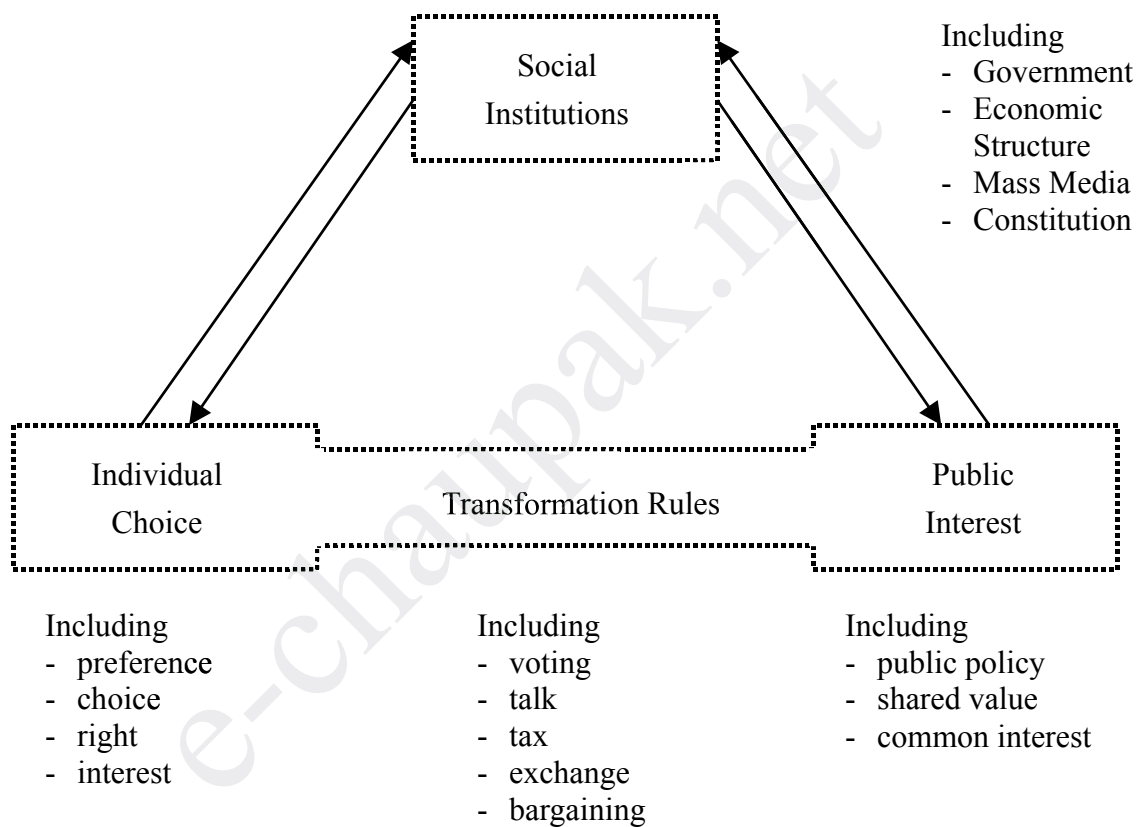 Social
Institutions
Including
- Government
- Economic
Structure
- Mass Media
- Constitution
Individual
Choice
Transformation Rules
Public
Interest
Including
- preference
- choice
- right
- interest
Including
- voting
- talk
- tax
- exchange
- bargaining
Including
- public policy
- shared value
- common interest
e-chaupak.net